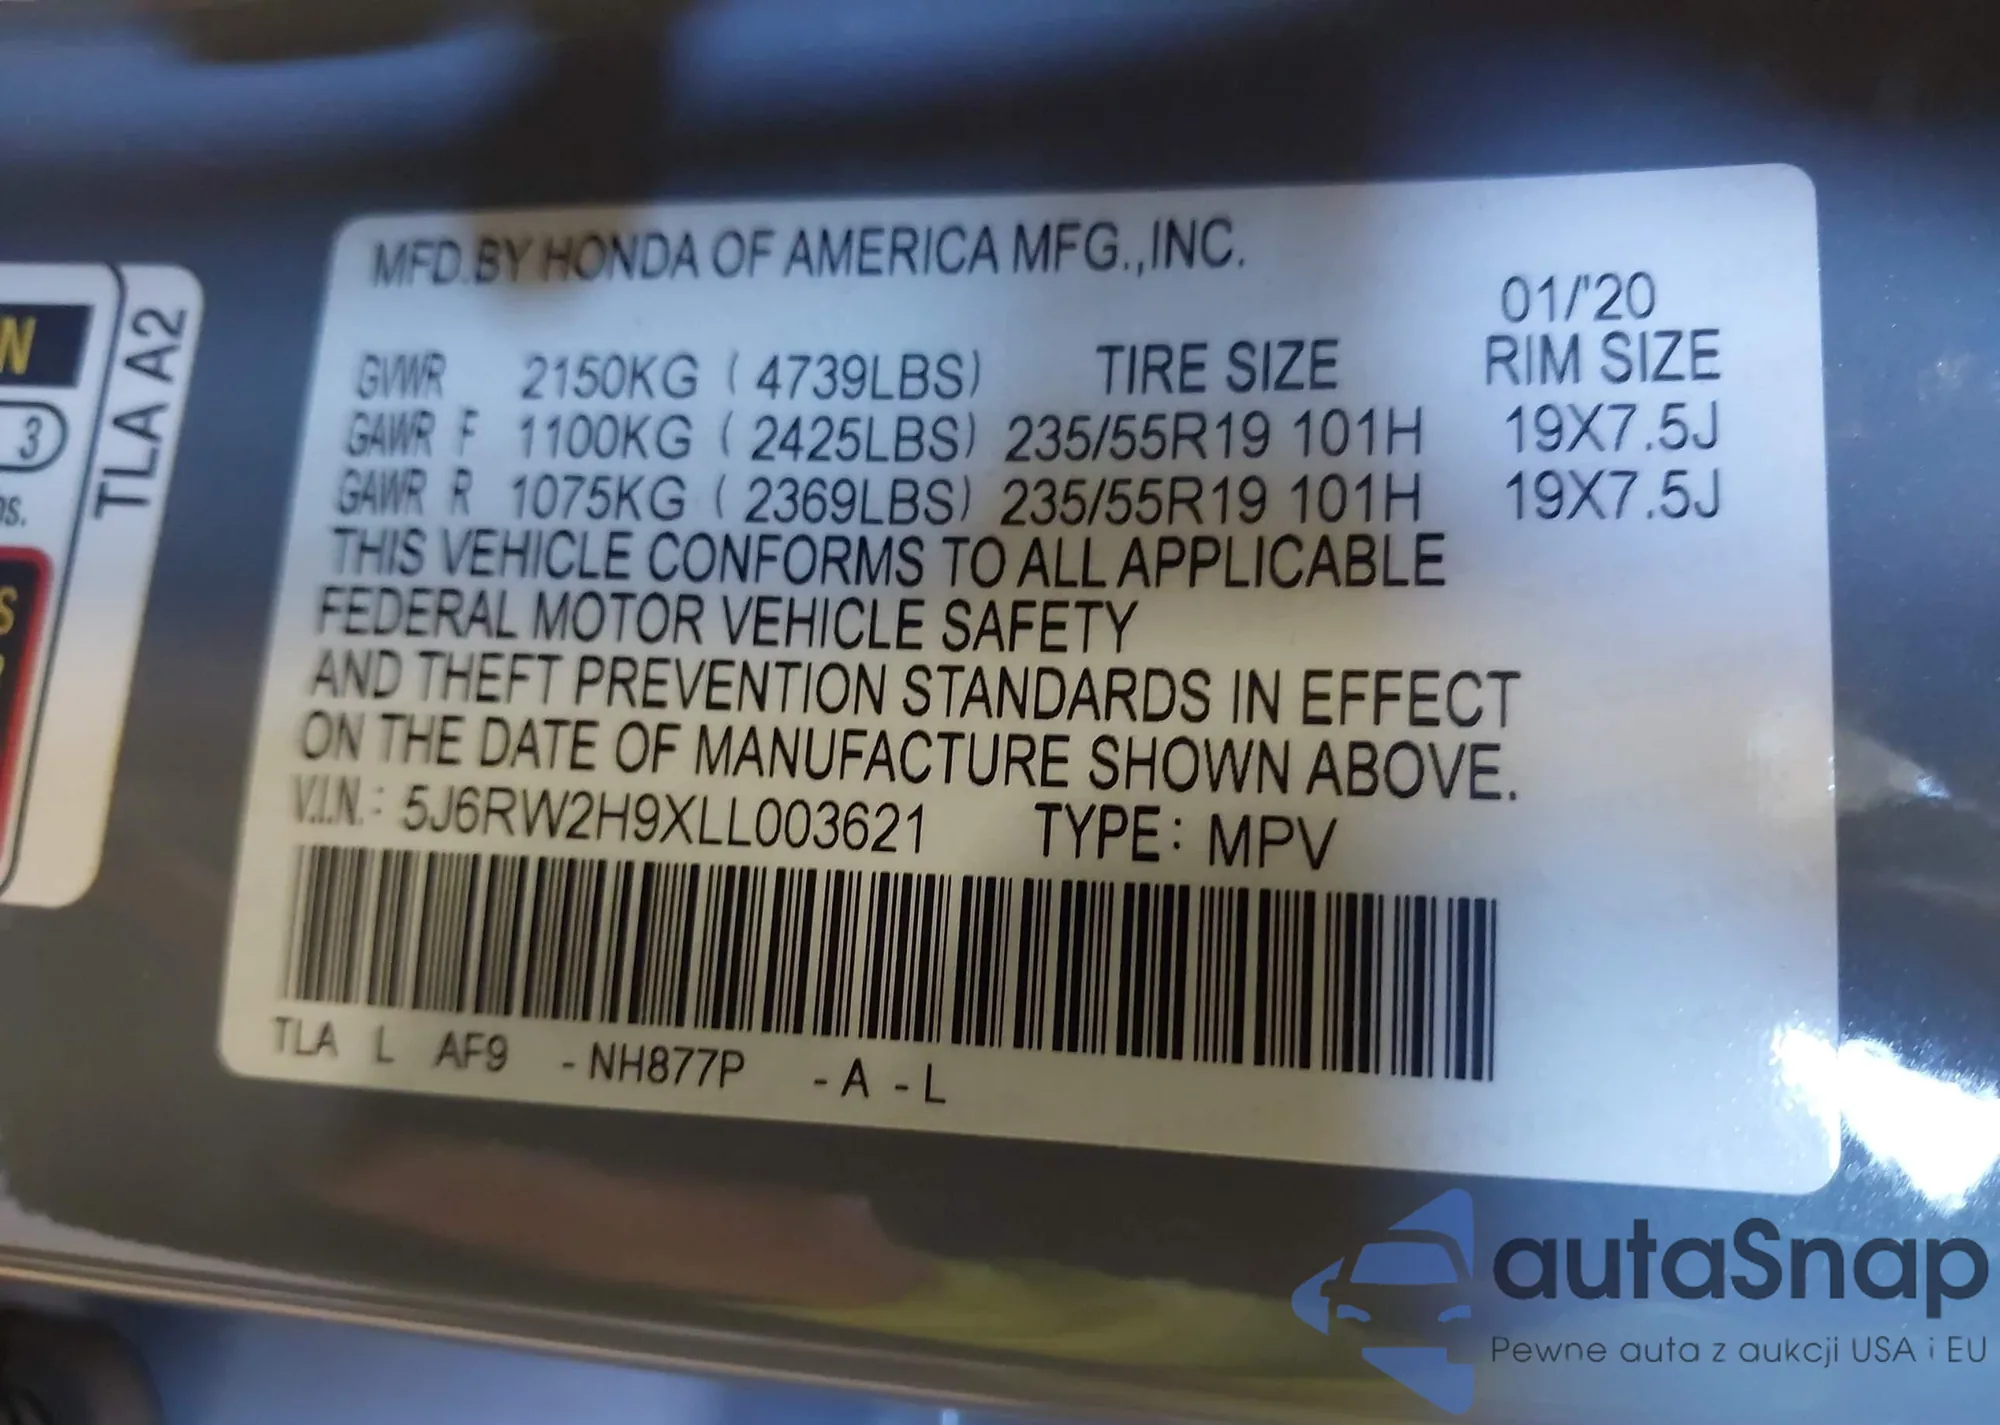 MFD.BY HONDA OF AMERICA MFG.,INC.
01/'20
GVWR 2150KG ( 4739LBS) TIRE SIZE RIM SIZE
GAWR F 1100KG ( 2425LBS) 235/55R19 101H 19X7.5J
GAWR R 1075KG ( 2369LBS) 235/55R19 101H 19X7.5J
THIS VEHICLE CONFORMS TO ALL APPLICABLE
FEDERAL MOTOR VEHICLE SAFETY
AND THEFT PREVENTION STANDARDS IN EFFECT
ON THE DATE OF MANUFACTURE SHOWN ABOVE.
V.I.N.: 5J6RW2H9XLL003621 TYPE: MPV
TLA L AF9 -NH877P -A -L
TLA A2
3
autaSnap
Pewne auta z aukcji USA i EU